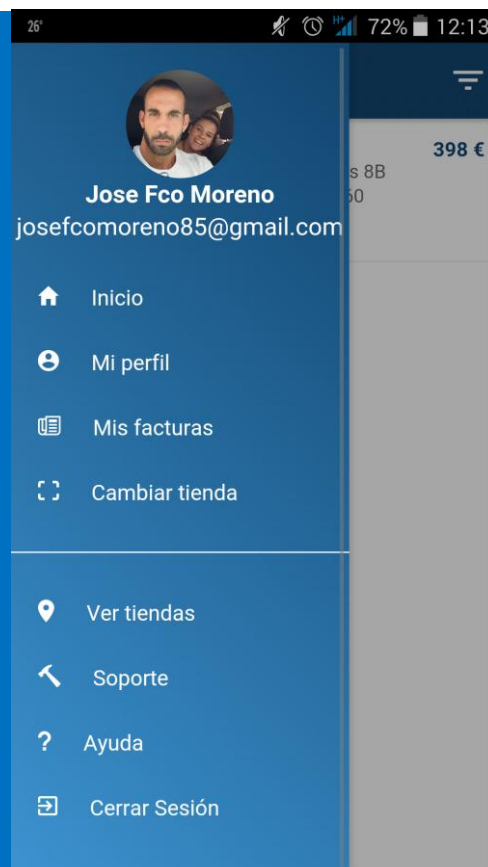 26°
72% 12:13
398 €
s 8B
60
Jose Fco Moreno
josefcomoreno85@gmail.com
Inicio
Mi perfil
Mis facturas
Cambiar tienda
Ver tiendas
Soporte
? Ayuda
Cerrar Sesión